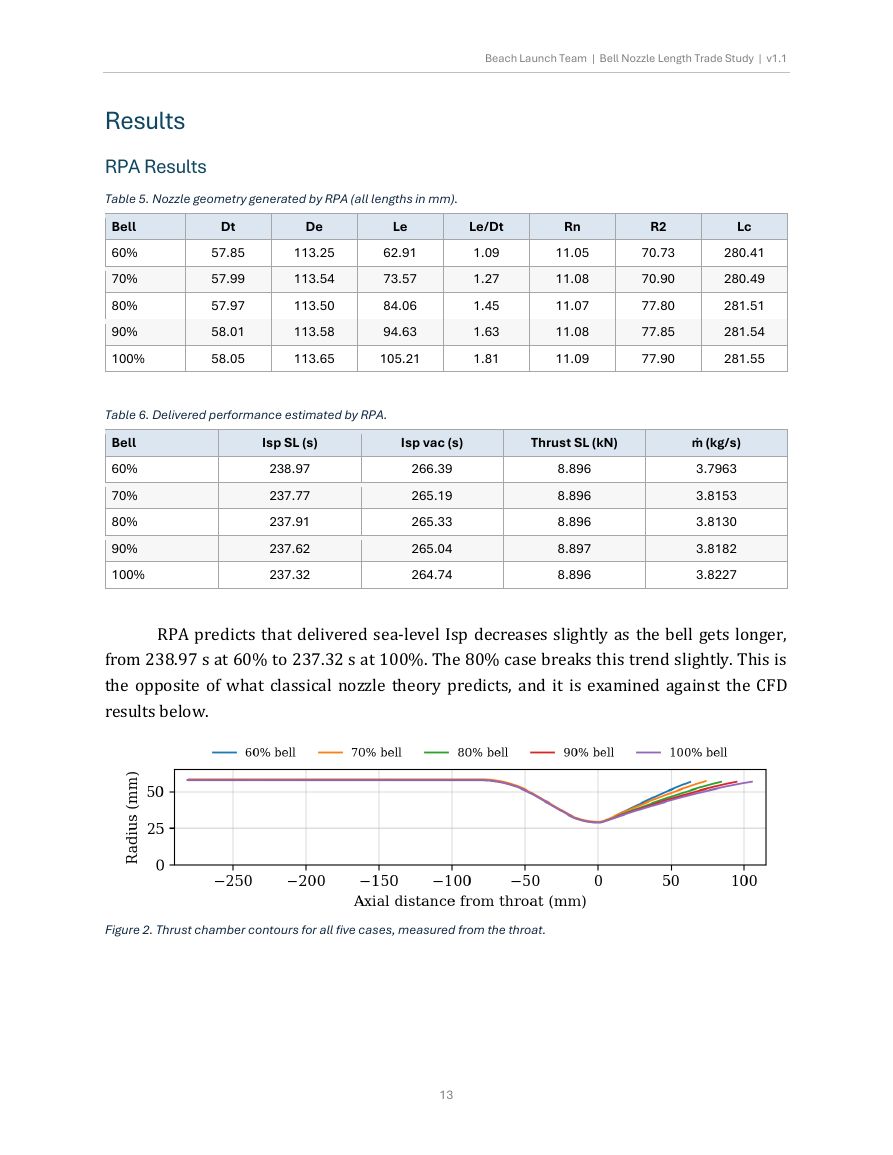 Beach Launch Team | Bell Nozzle Length Trade Study | v1.1
Results
RPA Results
Table 5. Nozzle geometry generated by RPA (all lengths in mm).
Bell Dt De Le Le/Dt Rn R2 Lc
60% 57.85 113.25 62.91 1.09 11.05 70.73 280.41
70% 57.99 113.54 73.57 1.27 11.08 70.90 280.49
80% 57.97 113.50 84.06 1.45 11.07 77.80 281.51
90% 58.01 113.58 94.63 1.63 11.08 77.85 281.54
100% 58.05 113.65 105.21 1.81 11.09 77.90 281.55
Table 6. Delivered performance estimated by RPA.
Bell Isp SL (s) Isp vac (s) Thrust SL (kN) ṁ (kg/s)
60% 238.97 266.39 8.896 3.7963
70% 237.77 265.19 8.896 3.8153
80% 237.91 265.33 8.896 3.8130
90% 237.62 265.04 8.897 3.8182
100% 237.32 264.74 8.896 3.8227
RPA predicts that delivered sea-level Isp decreases slightly as the bell gets longer,
from 238.97 s at 60% to 237.32 s at 100%. The 80% case breaks this trend slightly. This is
the opposite of what classical nozzle theory predicts, and it is examined against the CFD
results below.
60% bell 70% bell 80% bell 90% bell 100% bell
Radius (mm)
50
25
0
−250 −200 −150 −100 −50 0 50 100
Axial distance from throat (mm)
Figure 2. Thrust chamber contours for all five cases, measured from the throat.
13